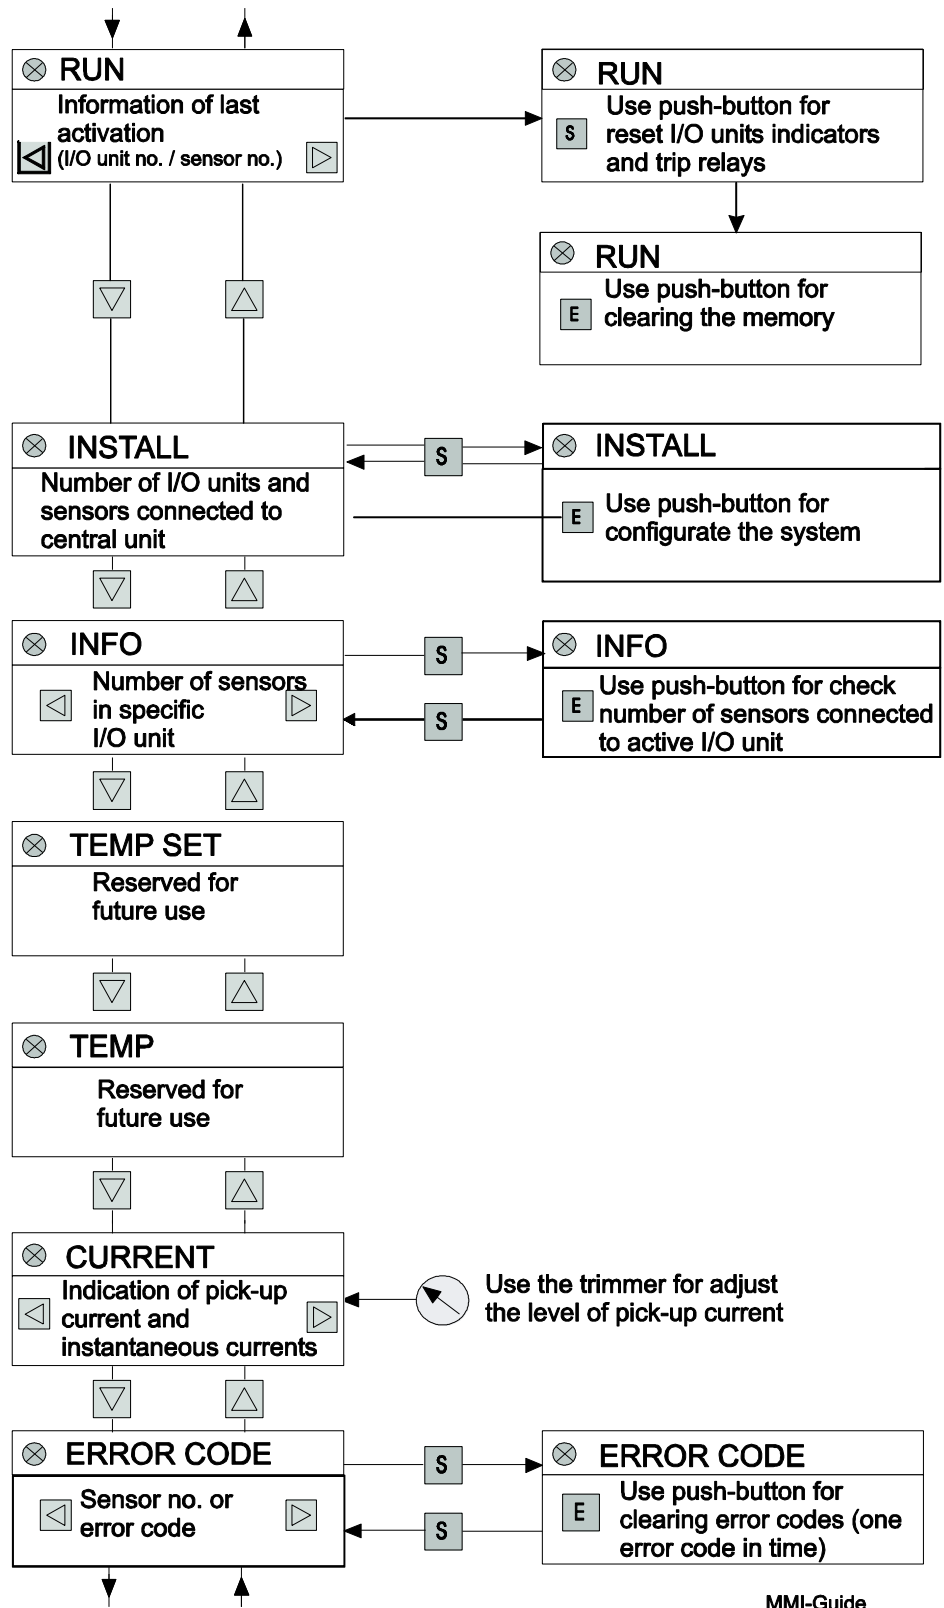 RUN
Information of last
activation
(I/O unit no. / sensor no.)
RUN
Use push-button for
S
reset I/O units indicators
and trip relays
RUN
Use push-button for
E
clearing the memory
INSTALL
Number of I/O units and
sensors connected to
central unit
S
INSTALL
E
Use push-button for
configurate the system
INFO
Number of sensors
in specific
I/O unit
S
S
INFO
E
Use push-button for check
number of sensors connected
to active I/O unit
TEMP SET
Reserved for
future use
TEMP
Reserved for
future use
CURRENT
Indication of pick-up
current and
instantaneous currents
Use the trimmer for adjust
the level of pick-up current
ERROR CODE
Sensor no. or
error code
S
S
ERROR CODE
E
Use push-button for
clearing error codes (one
error code in time)
MMI-Guide